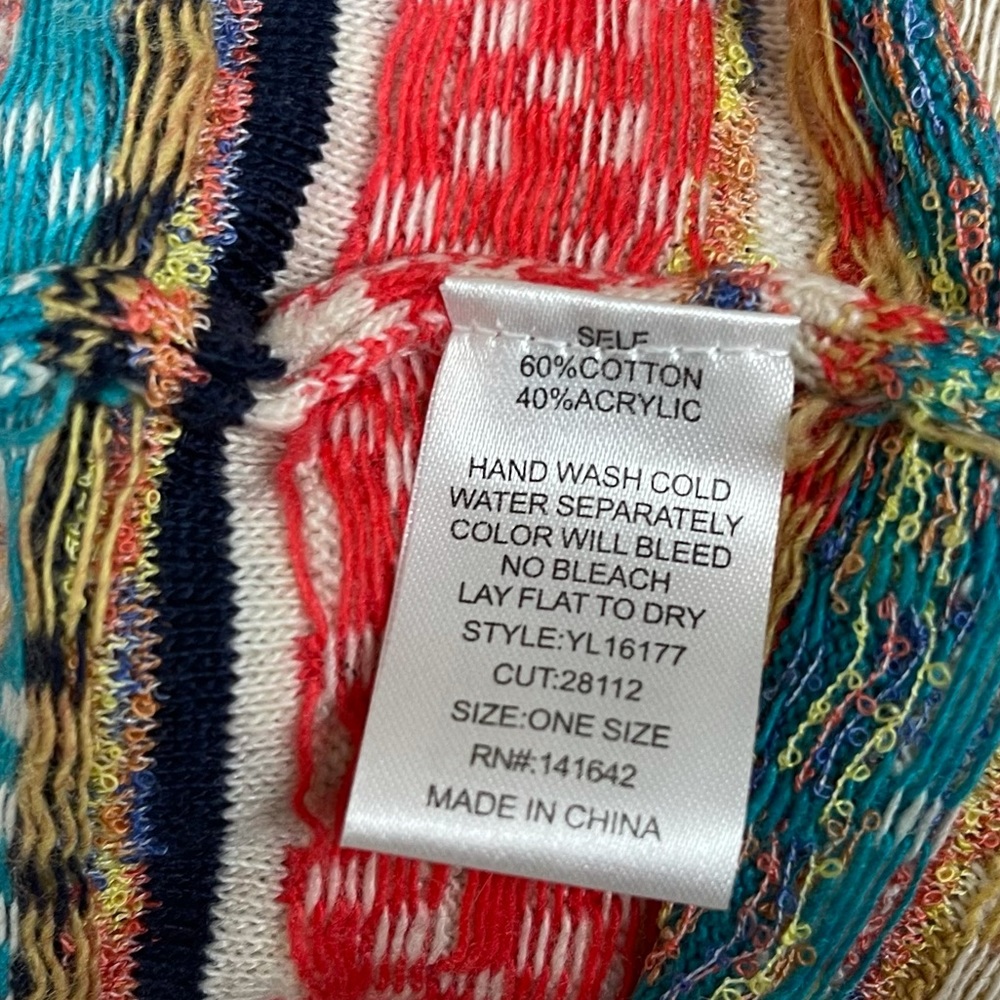 SELF
60%COTTON
40%ACRYLIC
HAND WASH COLD
WATER SEPARATELY
COLOR WILL BLEED
NO BLEACH
LAY FLAT TO DRY
STYLE:YL16177
CUT:28112
SIZE:ONE SIZE
RN#:141642
MADE IN CHINA